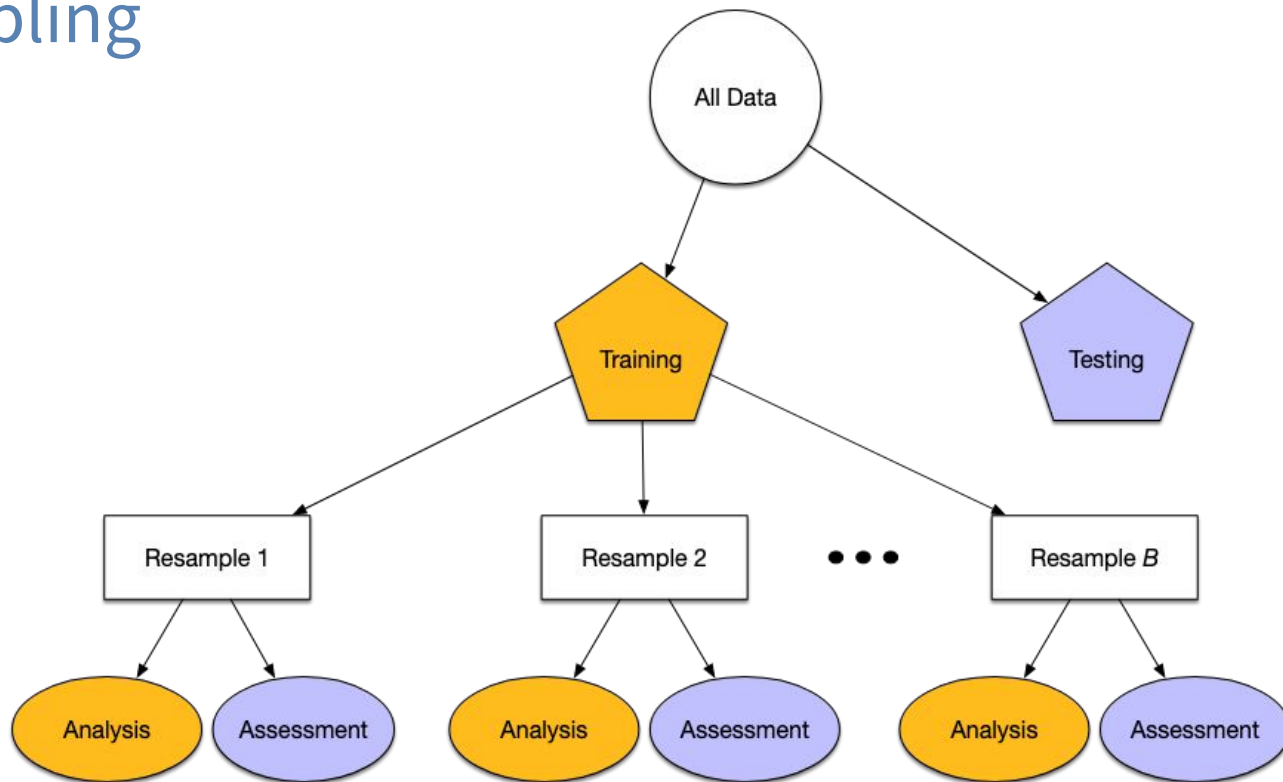 pling
All Data
Training
Testing
Resample 1
Resample 2
•••
Resample B
Analysis
Assessment
Analysis
Assessment
Analysis
Assessment